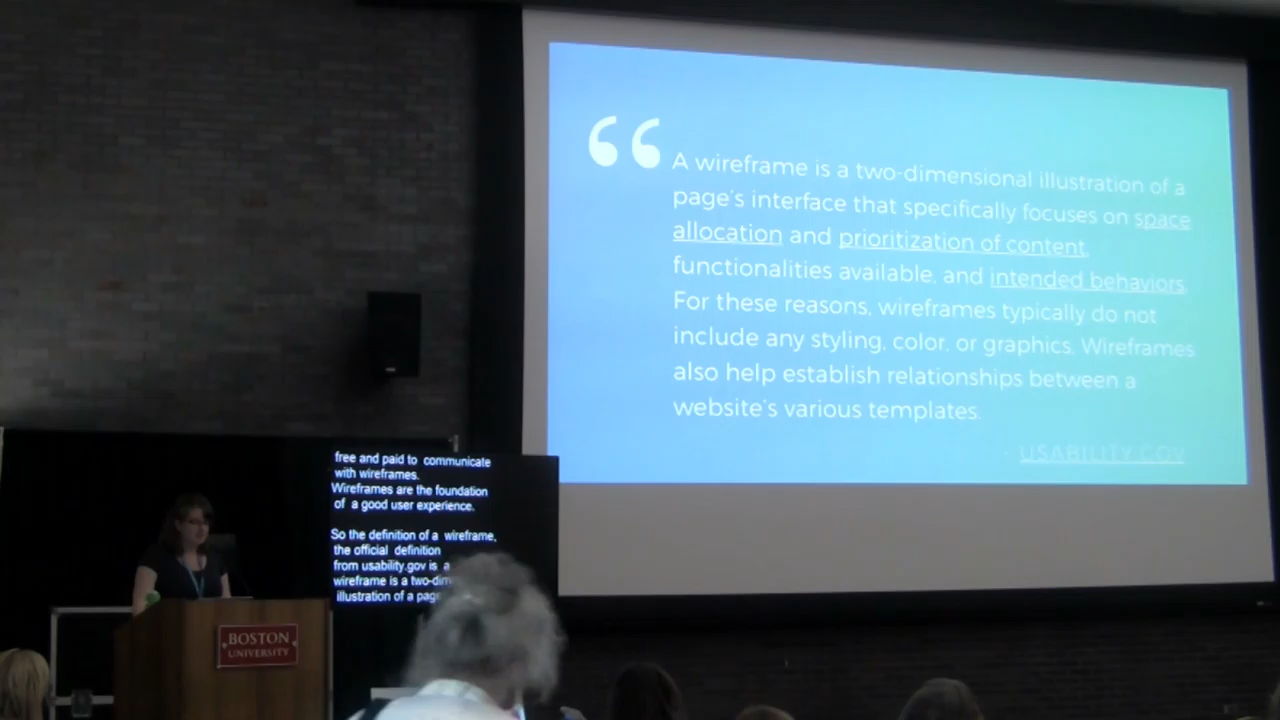 A wireframe is a two-dimensional illustration of a
page's interface that specifically focuses on space
allocation and prioritization of content,
functionalities available, and intended behaviors.
For these reasons, wireframes typically do not
include any styling, color, or graphics. Wireframes
also help establish relationships between a
website's various templates.
- USABILITY.GOV
free and paid to communicate
with wireframes.
Wireframes are the foundation
of a good user experience.
So the definition of a wireframe,
the official definition
from usability.gov is a
wireframe is a two-dim
illustration of a page
BOSTON
UNIVERSITY